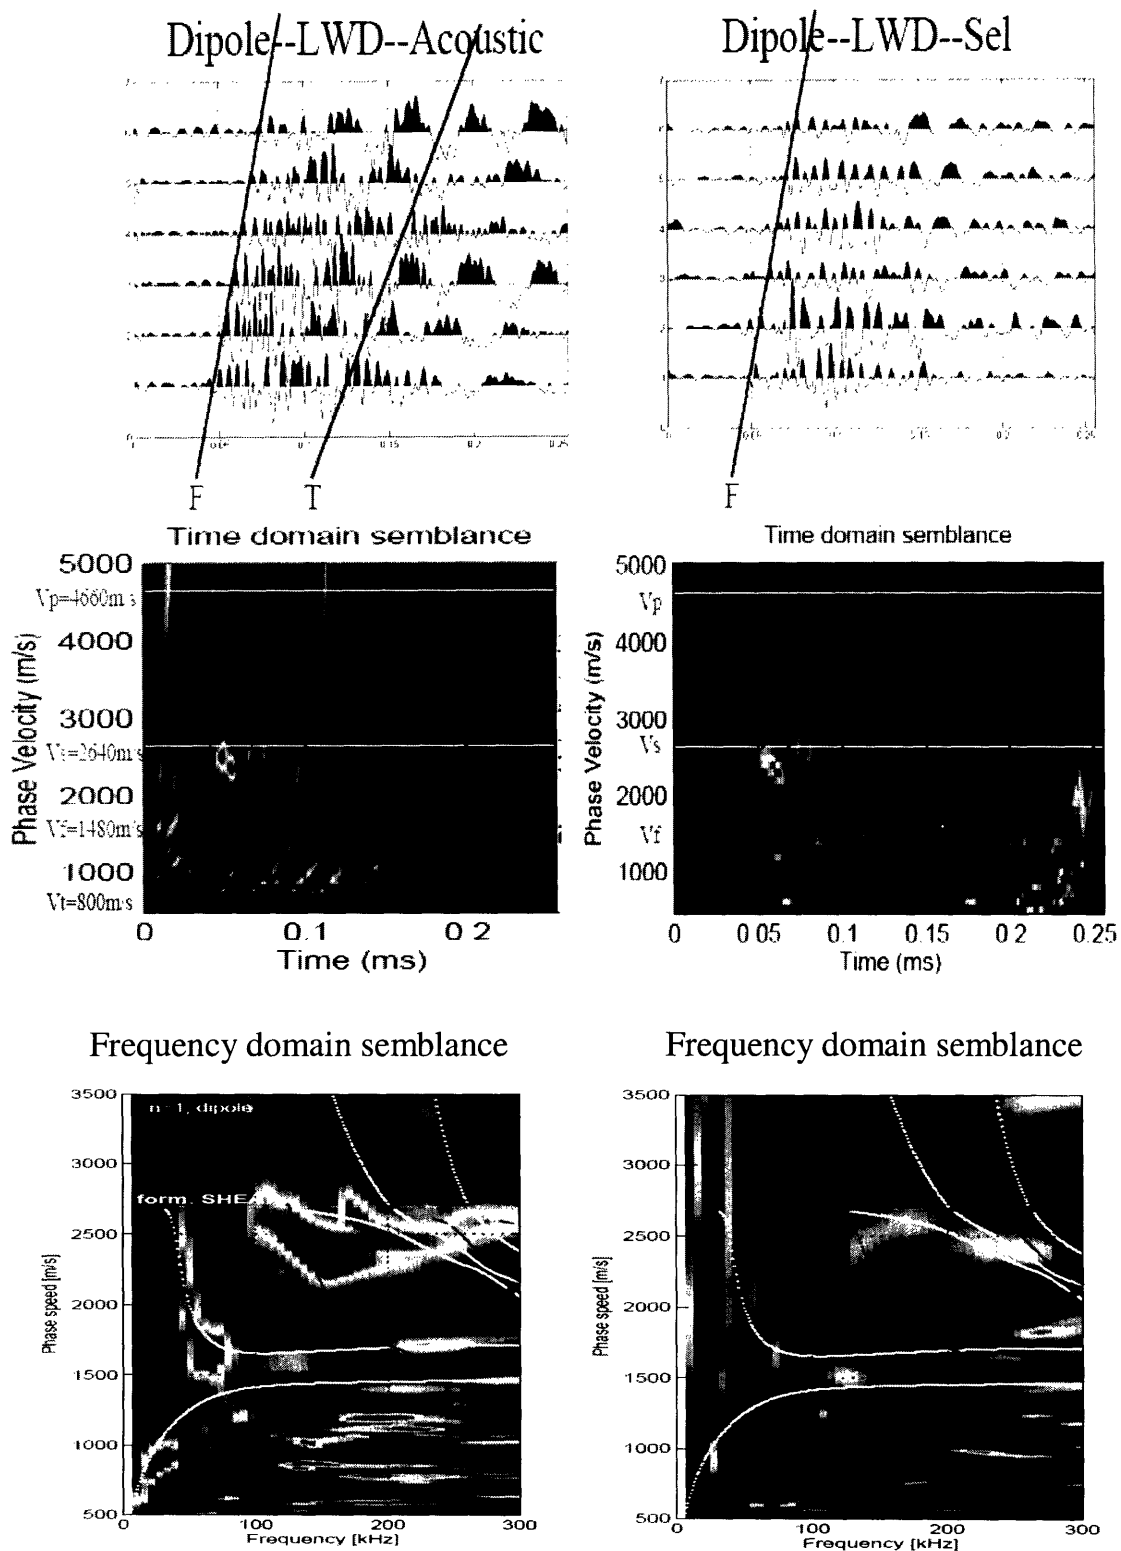 Dipole--LWD--Acoustic
Dipole--LWD--Sel
F
T
F
Time domain semblance
Time domain semblance
5000
4000
3000
2000
1000
Vp=4660m/s
Vs=2640m/s
Vf=1480m/s
Vt=800m/s
Phase Velocity (m/s)
0
0.1
0.2
Time (ms)
5000
4000
3000
2000
1000
Vp
Vs
Vf
Phase Velocity (m/s)
0
0.05
0.1
0.15
0.2
0.25
Time (ms)
Frequency domain semblance
Frequency domain semblance
3500
3000
2500
2000
1500
1000
500
n=1, dipole
form. SHEA
Phase speed [m/s]
0
100
200
300
Frequency [kHz]
3500
3000
2500
2000
1500
1000
500
Phase speed [m/s]
0
100
200
300
Frequency [kHz]